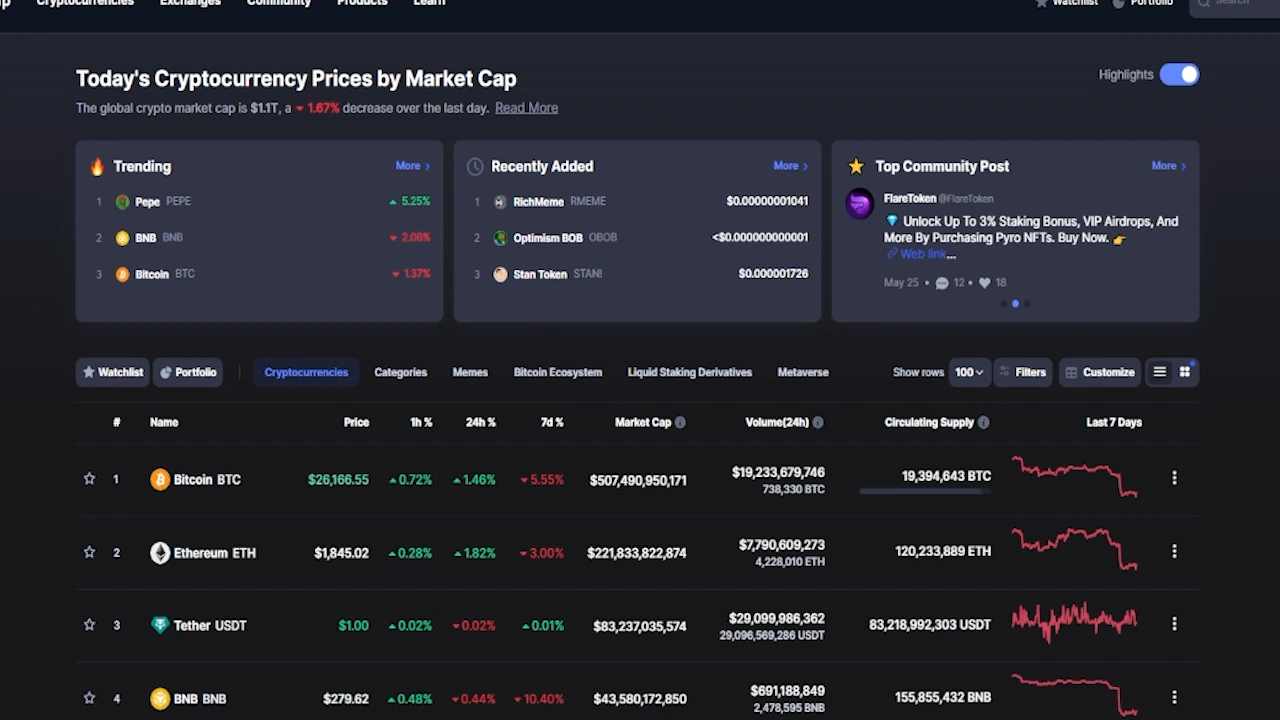 Cryptocurrencies Exchanges Community Products Learn Watchlist Portfolio Search
Today's Cryptocurrency Prices by Market Cap
Highlights
The global crypto market cap is $1.1T, a ▼ 1.67% decrease over the last day. Read More
Trending More >
1 Pepe PEPE ▲ 5.25%
2 BNB BNB ▼ 2.06%
3 Bitcoin BTC ▼ 1.37%
Recently Added More >
1 RichMeme RMEME $0.00000001041
2 Optimism BOB OBOB <$0.000000000001
3 Stan Token STANI $0.000001726
Top Community Post More >
FlareToken @FlareToken
💎 Unlock Up To 3% Staking Bonus, VIP Airdrops, And
More By Purchasing Pyro NFTs. Buy Now. 👉
Web link...
May 25 • 12 • 18
Watchlist Portfolio Cryptocurrencies Categories Memes Bitcoin Ecosystem Liquid Staking Derivatives Metaverse Show rows 100 Filters Customize
# Name Price 1h % 24h % 7d % Market Cap Volume(24h) Circulating Supply Last 7 Days
1 Bitcoin BTC $26,166.55 ▲0.72% ▲1.46% ▼5.55% $507,490,950,171 $19,233,679,746 19,394,643 BTC
738,330 BTC
2 Ethereum ETH $1,845.02 ▲0.28% ▲1.82% ▼3.00% $221,833,822,874 $7,790,609,273 120,233,889 ETH
4,228,010 ETH
3 Tether USDT $1.00 ▲0.02% ▼0.02% ▲0.01% $83,237,035,574 $29,099,986,362 83,218,992,303 USDT
29,096,569,286 USDT
4 BNB BNB $279.62 ▲0.48% ▼0.44% ▼10.40% $43,580,172,850 $691,188,849 155,855,432 BNB
2,478,595 BNB